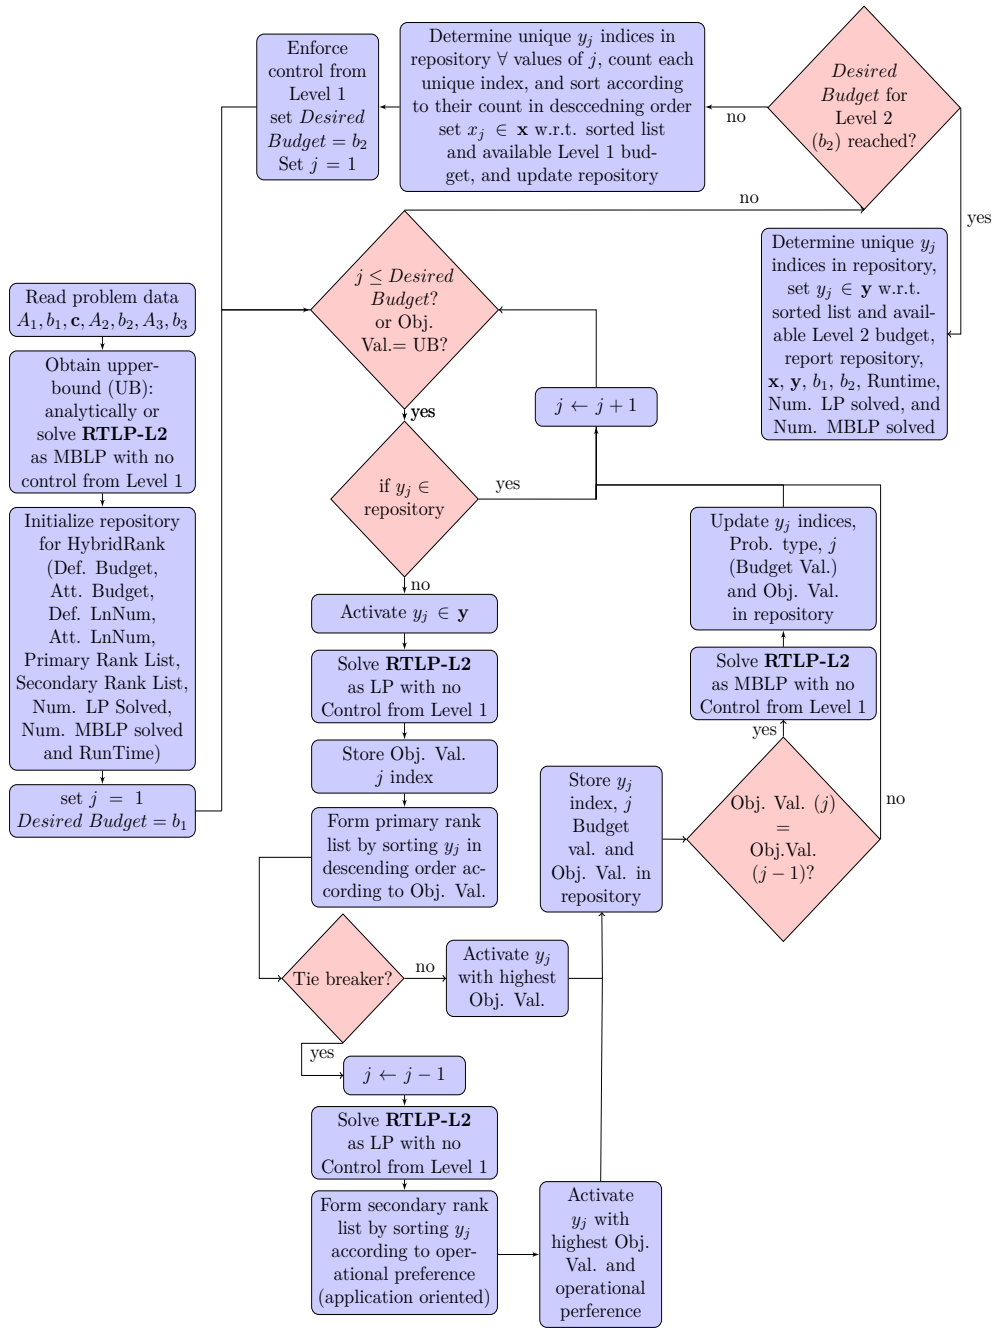 Read problem data
A₁, b₁, c, A₂, b₂, A₃, b₃
Obtain upper-
bound (UB):
analytically or
solve RTLP-L2
as MBLP with no
control from Level 1
Initialize repository
for HybridRank
(Def. Budget,
Att. Budget,
Def. LnNum,
Att. LnNum,
Primary Rank List,
Secondary Rank List,
Num. LP Solved,
Num. MBLP solved
and RunTime)
set j = 1
Desired Budget = b₁
Enforce
control from
Level 1
set Desired
Budget = b₂
Set j = 1
Determine unique yⱼ indices in
repository ∀ values of j, count each
unique index, and sort according
to their count in desccedning order
set xⱼ ∈ x w.r.t. sorted list
and available Level 1 bud-
get, and update repository
no
Desired
Budget for
Level 2
(b₂) reached?
yes
no
Determine unique yⱼ
indices in repository,
set yⱼ ∈ y w.r.t.
sorted list and avail-
able Level 2 budget,
report repository,
x, y, b₁, b₂, Runtime,
Num. LP solved, and
Num. MBLP solved
j ≤ Desired
Budget?
or Obj.
Val.= UB?
yes
j ← j + 1
if yⱼ ∈
repository
yes
no
Activate yⱼ ∈ y
Solve RTLP-L2
as LP with no
Control from Level 1
Store Obj. Val.
j index
Form primary rank
list by sorting yⱼ in
descending order ac-
cording to Obj. Val.
Tie breaker?
no
Activate yⱼ
with highest
Obj. Val.
yes
j ← j − 1
Solve RTLP-L2
as LP with no
Control from Level 1
Form secondary rank
list by sorting yⱼ
according to oper-
ational preference
(application oriented)
Activate
yⱼ with
highest Obj.
Val. and
operational
perference
Store yⱼ
index, j
Budget
val. and
Obj. Val. in
repository
Obj. Val. (j)
=
Obj.Val.
(j − 1)?
no
yes
Solve RTLP-L2
as MBLP with no
Control from Level 1
Update yⱼ indices,
Prob. type, j
(Budget Val.)
and Obj. Val.
in repository